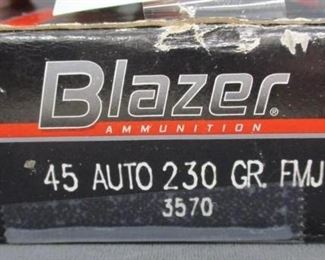 Blazer®
AMMUNITION
45 AUTO 230 GR. FMJ
3570